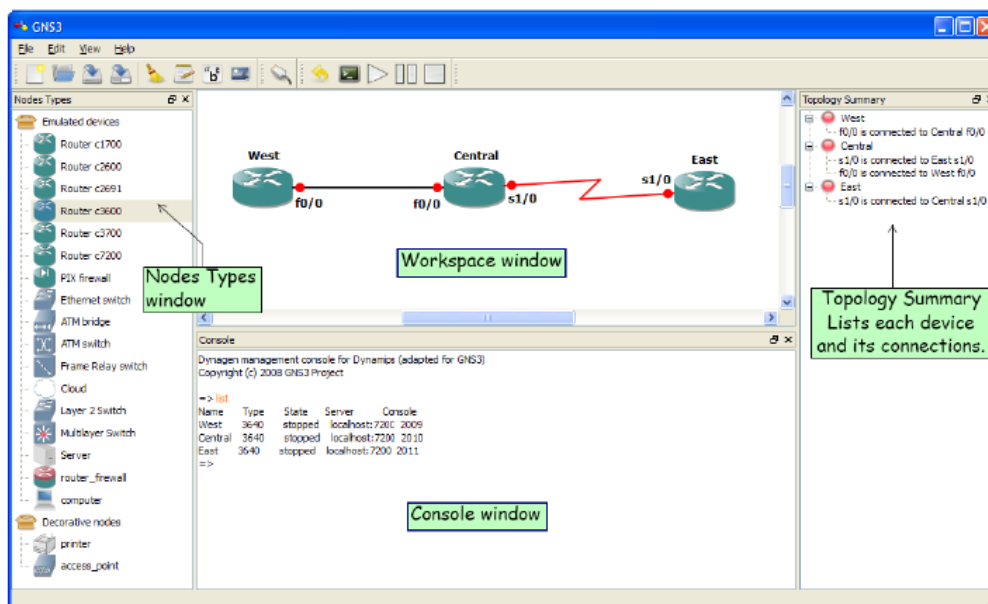 GNS3
File Edit View Help
Nodes Types
Emulated devices
Router c1700
Router c2600
Router c2691
Router c3600
Router c3700
Router c7200
PIX firewall
Ethernet switch
ATM bridge
ATM switch
Frame Relay switch
Cloud
Layer 2 Switch
Multilayer Switch
Server
router_firewall
computer
Decorative nodes
printer
access_point
Nodes Types
window
West
Central
East
f0/0
f0/0
s1/0
s1/0
Workspace window
Console
Dynagen management console for Dynamips (adapted for GNS3)
Copyright (c) 2008 GNS3 Project
=> list
Name Type State Server Console
West 3640 stopped localhost:7200 2009
Central 3640 stopped localhost:7200 2010
East 3640 stopped localhost:7200 2011
=>
Console window
Topology Summary
West
f0/0 is connected to Central f0/0
Central
s1/0 is connected to East s1/0
f0/0 is connected to West f0/0
East
s1/0 is connected to Central s1/0
Topology Summary
Lists each device
and its connections.